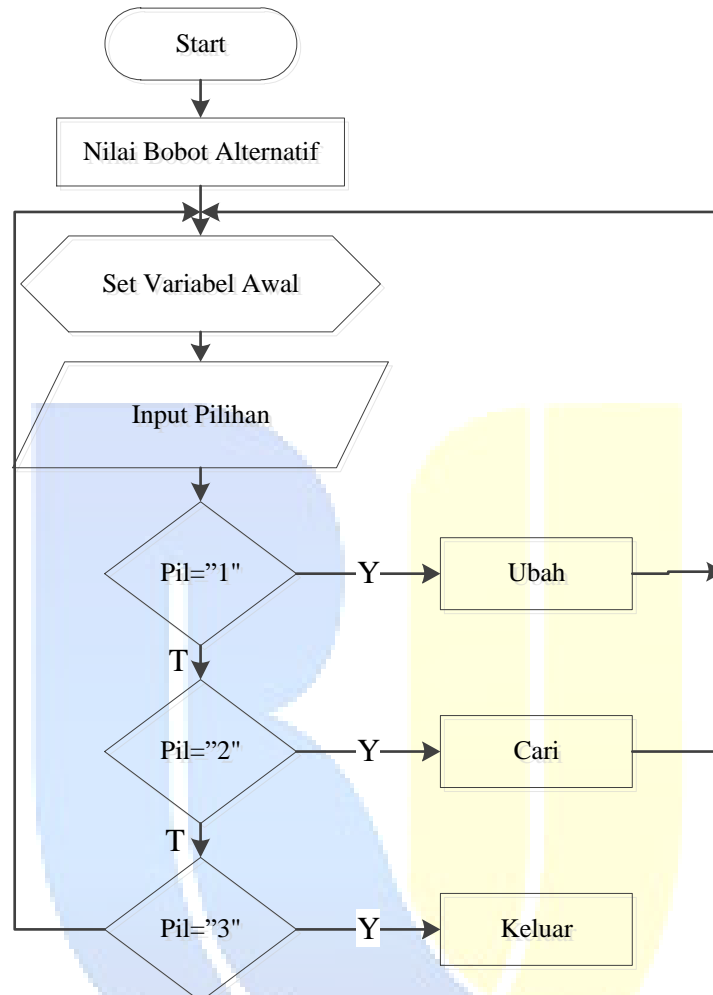 Start
Nilai Bobot Alternatif
Set Variabel Awal
Input Pilihan
Pil=”1"
Y
Ubah
T
Pil=”2"
Y
Cari
T
Pil=”3"
Y
Keluar